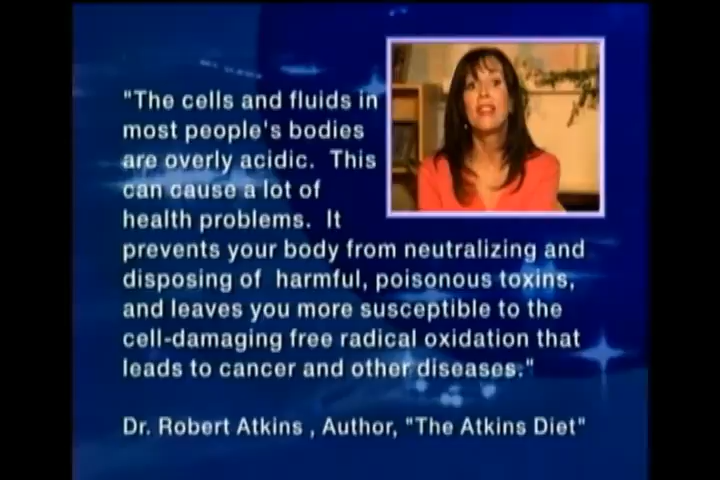 "The cells and fluids in
most people's bodies
are overly acidic. This
can cause a lot of
health problems. It
prevents your body from neutralizing and
disposing of harmful, poisonous toxins,
and leaves you more susceptible to the
cell-damaging free radical oxidation that
leads to cancer and other diseases."
Dr. Robert Atkins , Author, "The Atkins Diet"